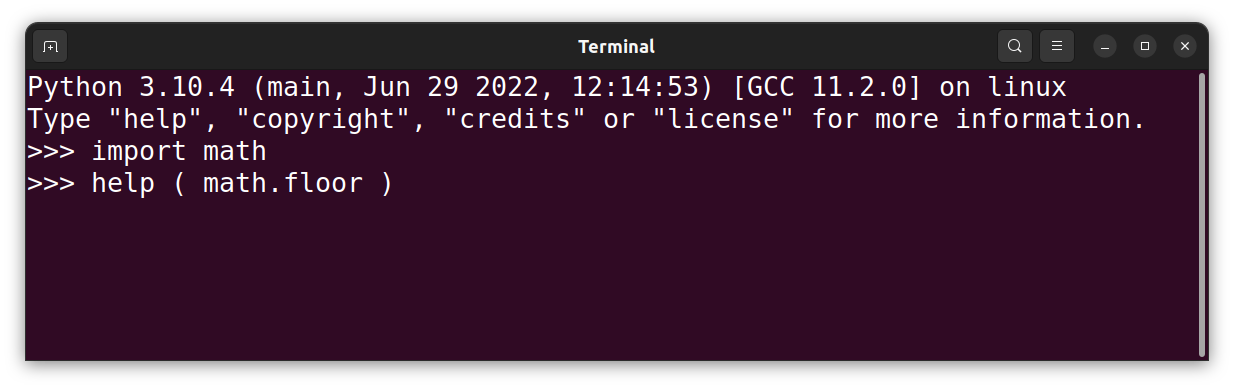 Terminal
Python 3.10.4 (main, Jun 29 2022, 12:14:53) [GCC 11.2.0] on linux
Type "help", "copyright", "credits" or "license" for more information.
>>> import math
>>> help ( math.floor )